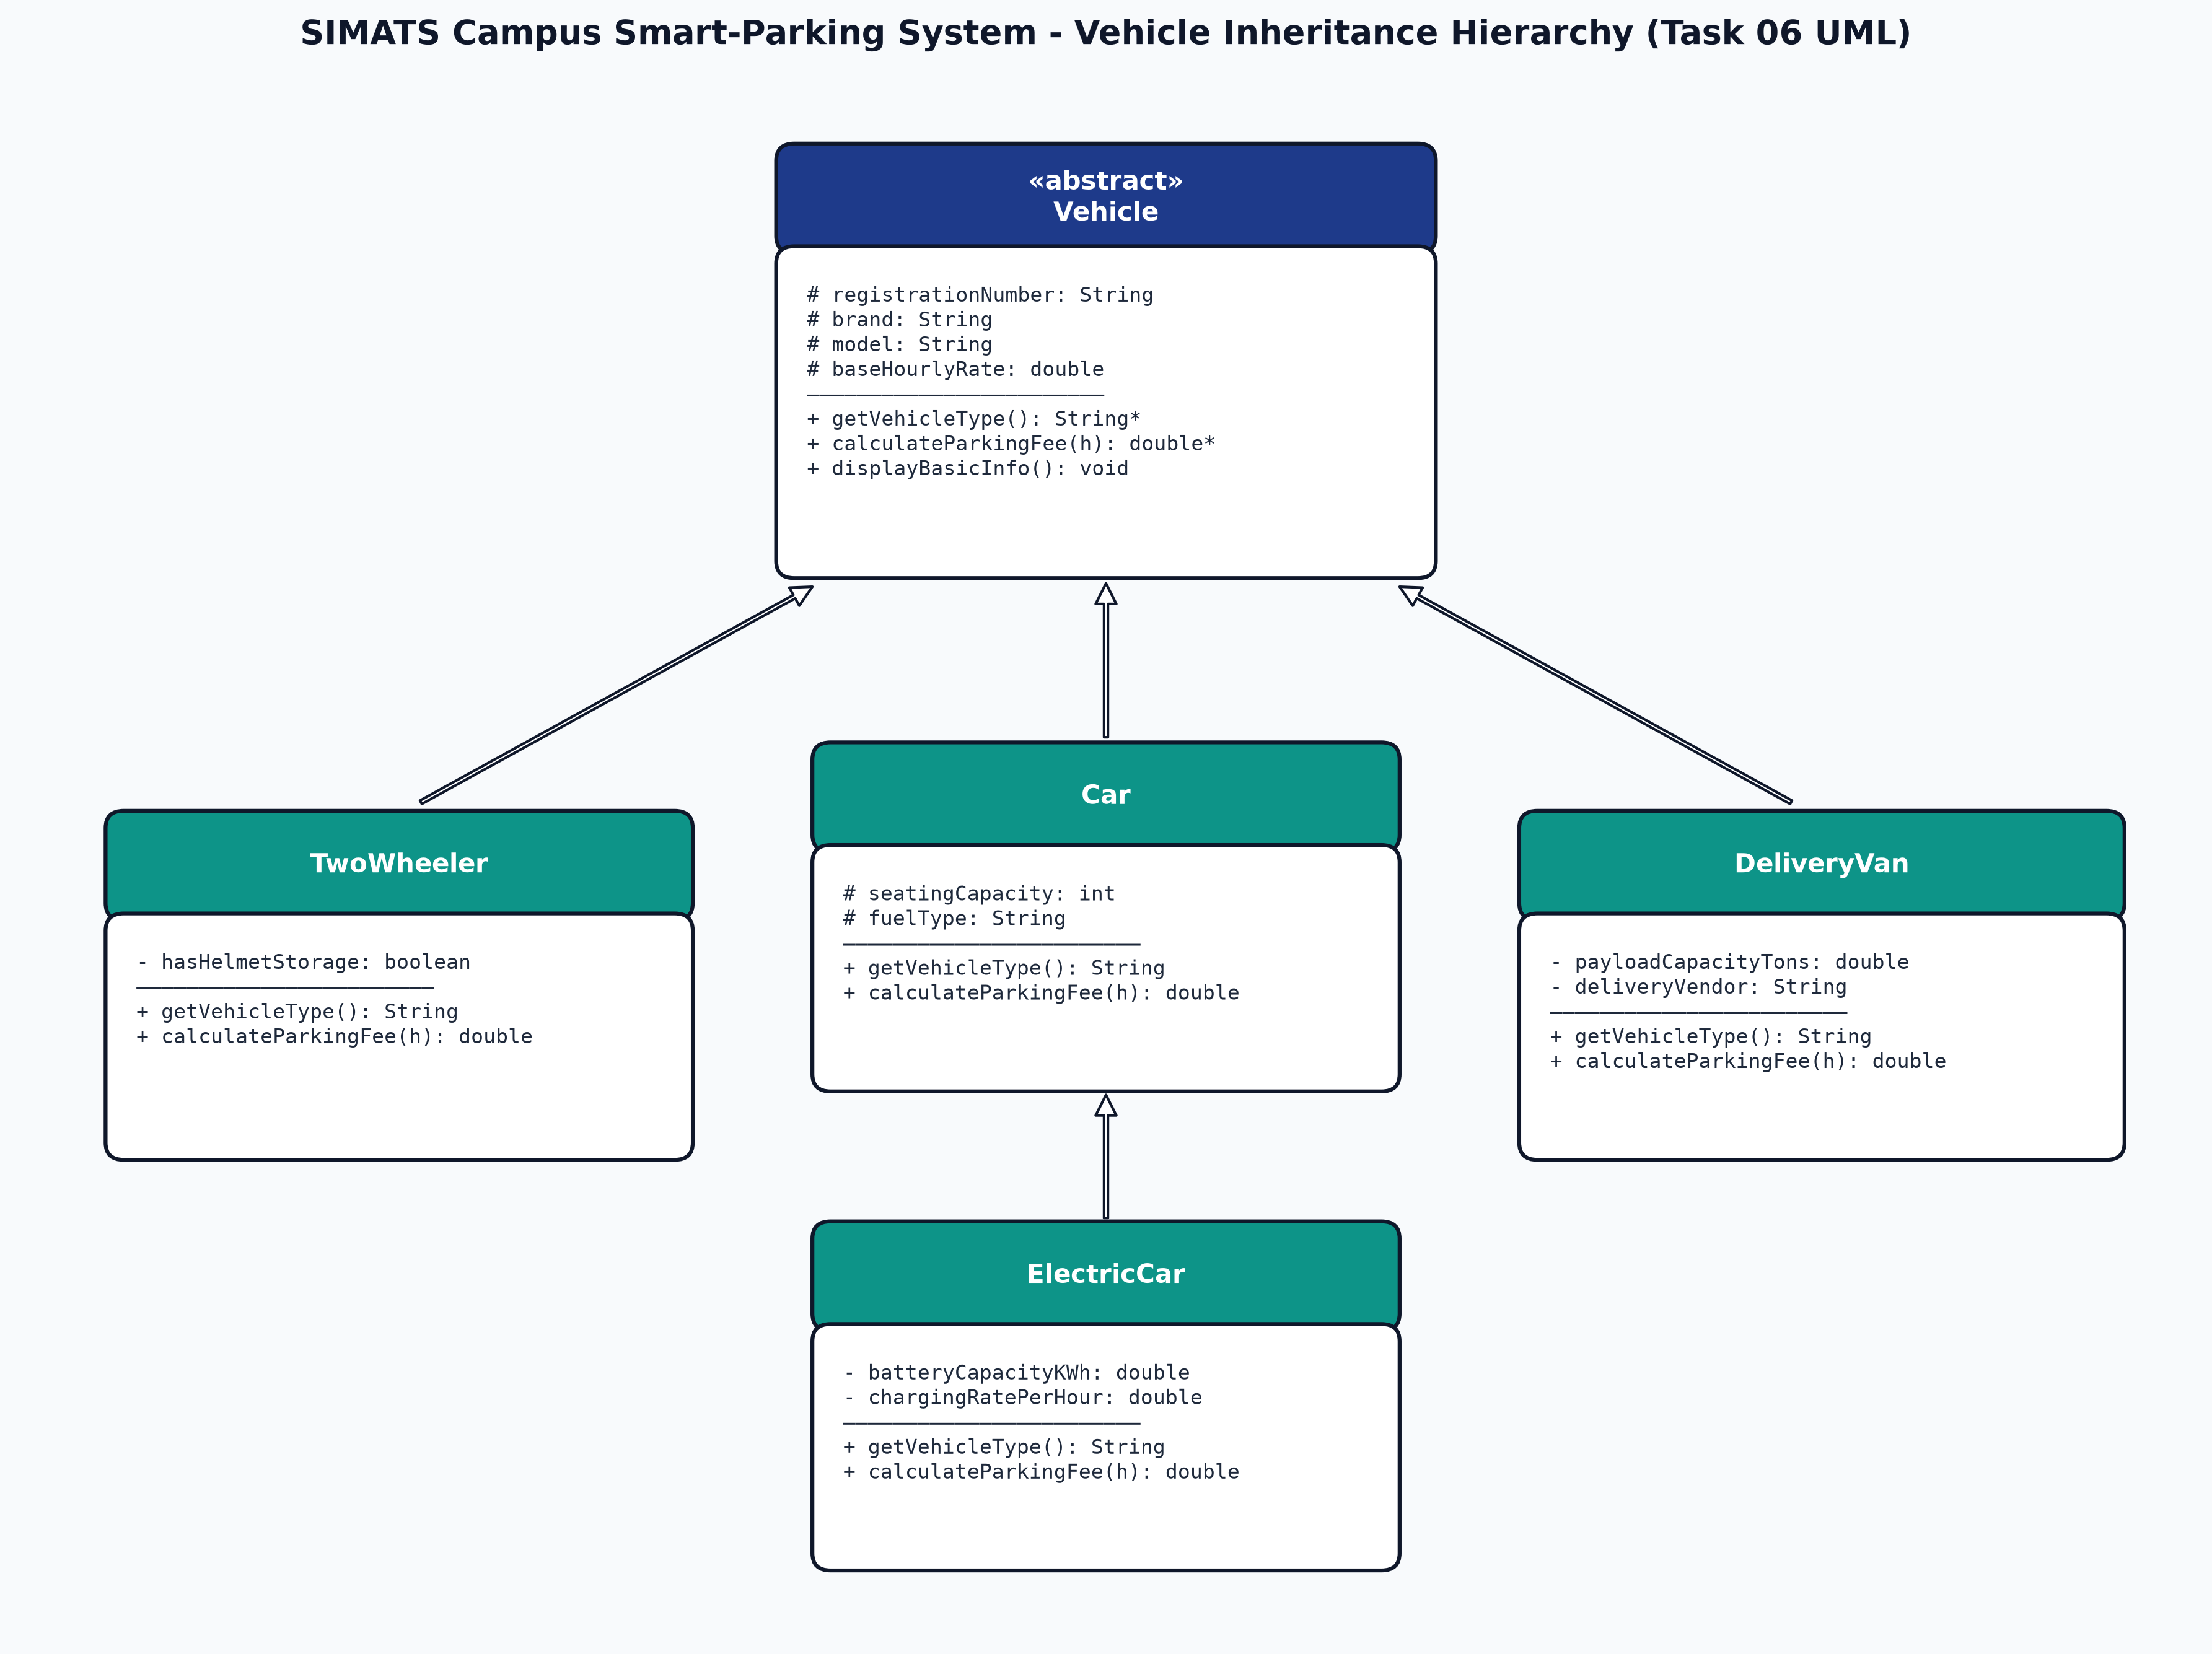 SIMATS Campus Smart-Parking System - Vehicle Inheritance Hierarchy (Task 06 UML)
«abstract»
Vehicle
# registrationNumber: String
# brand: String
# model: String
# baseHourlyRate: double
+ getVehicleType(): String*
+ calculateParkingFee(h): double*
+ displayBasicInfo(): void
TwoWheeler
- hasHelmetStorage: boolean
+ getVehicleType(): String
+ calculateParkingFee(h): double
Car
# seatingCapacity: int
# fuelType: String
+ getVehicleType(): String
+ calculateParkingFee(h): double
DeliveryVan
- payloadCapacityTons: double
- deliveryVendor: String
+ getVehicleType(): String
+ calculateParkingFee(h): double
ElectricCar
- batteryCapacityKWh: double
- chargingRatePerHour: double
+ getVehicleType(): String
+ calculateParkingFee(h): double